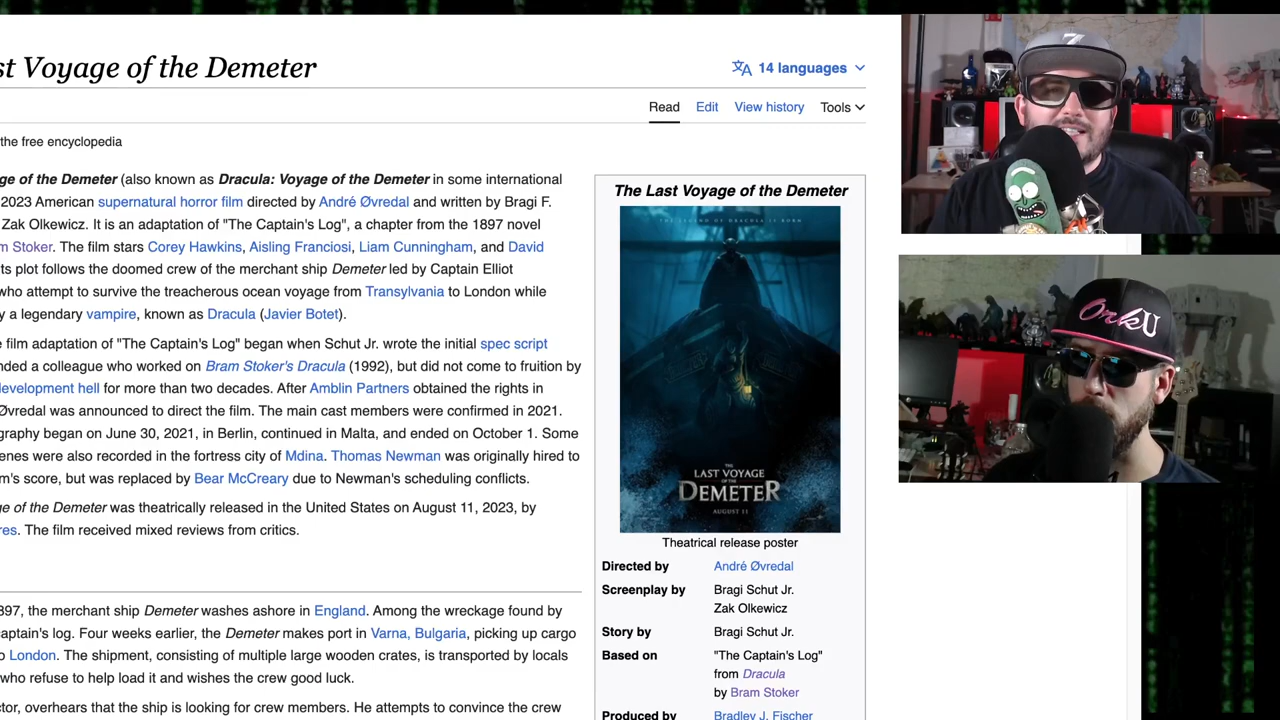 st Voyage of the Demeter
14 languages
Read Edit View history Tools
the free encyclopedia
ge of the Demeter (also known as Dracula: Voyage of the Demeter in some international
2023 American supernatural horror film directed by André Øvredal and written by Bragi F.
Zak Olkewicz. It is an adaptation of "The Captain's Log", a chapter from the 1897 novel
m Stoker. The film stars Corey Hawkins, Aisling Franciosi, Liam Cunningham, and David
ts plot follows the doomed crew of the merchant ship Demeter led by Captain Elliot
who attempt to survive the treacherous ocean voyage from Transylvania to London while
y a legendary vampire, known as Dracula (Javier Botet).
e film adaptation of "The Captain's Log" began when Schut Jr. wrote the initial spec script
nded a colleague who worked on Bram Stoker's Dracula (1992), but did not come to fruition by
development hell for more than two decades. After Amblin Partners obtained the rights in
Øvredal was announced to direct the film. The main cast members were confirmed in 2021.
graphy began on June 30, 2021, in Berlin, continued in Malta, and ended on October 1. Some
enes were also recorded in the fortress city of Mdina. Thomas Newman was originally hired to
m's score, but was replaced by Bear McCreary due to Newman's scheduling conflicts.
ge of the Demeter was theatrically released in the United States on August 11, 2023, by
res. The film received mixed reviews from critics.
897, the merchant ship Demeter washes ashore in England. Among the wreckage found by
captain's log. Four weeks earlier, the Demeter makes port in Varna, Bulgaria, picking up cargo
o London. The shipment, consisting of multiple large wooden crates, is transported by locals
who refuse to help load it and wishes the crew good luck.
ctor, overhears that the ship is looking for crew members. He attempts to convince the crew
The Last Voyage of the Demeter
THE LEGEND OF DRACULA IS BORN
THE
LAST VOYAGE
OF THE
DEMETER
AUGUST 11
Theatrical release poster
Directed by André Øvredal
Screenplay by Bragi Schut Jr.
Zak Olkewicz
Story by Bragi Schut Jr.
Based on "The Captain's Log"
from Dracula
by Bram Stoker
Produced by Bradley J. Fischer
OrkU